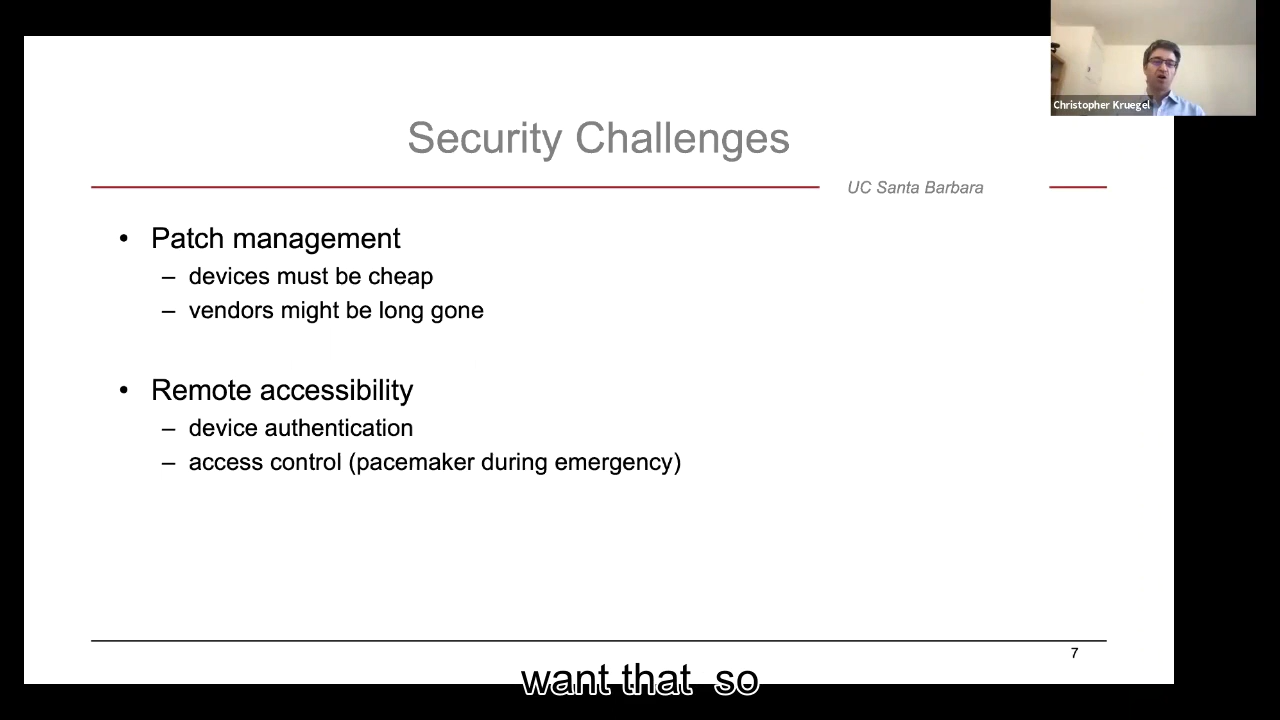 Christopher Kruegel
Security Challenges
UC Santa Barbara
• Patch management
– devices must be cheap
– vendors might be long gone
• Remote accessibility
– device authentication
– access control (pacemaker during emergency)
7
want that so